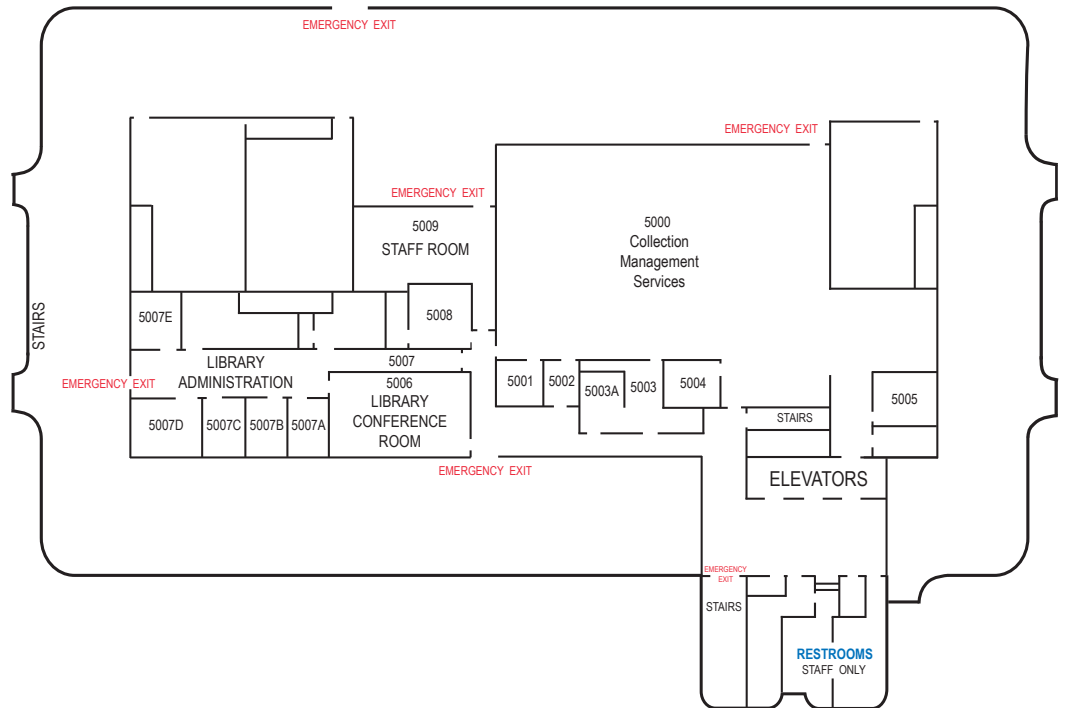 EMERGENCY EXIT
EMERGENCY EXIT
EMERGENCY EXIT
5009
STAFF ROOM
5000
Collection
Management
Services
STAIRS
5007E
5008
LIBRARY
ADMINISTRATION
5007
5006
LIBRARY
CONFERENCE
ROOM
EMERGENCY EXIT
5007D
5007C
5007B
5007A
5001
5002
5003A
5003
5004
5005
STAIRS
EMERGENCY EXIT
ELEVATORS
EMERGENCY
EXIT
STAIRS
RESTROOMS
STAFF ONLY